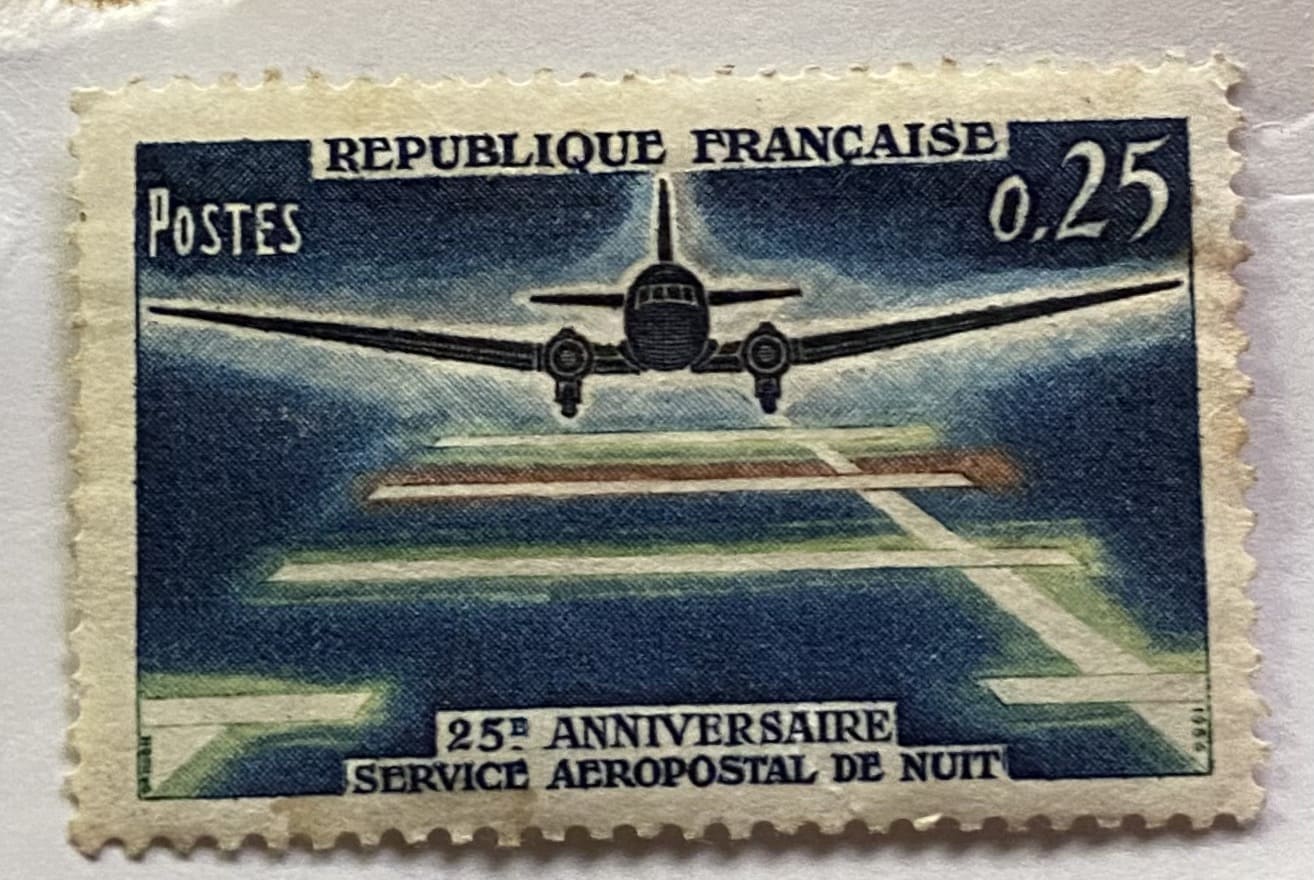 REPUBLIQUE FRANÇAISE
POSTES
0,25
25E ANNIVERSAIRE
SERVICE AEROPOSTAL DE NUIT